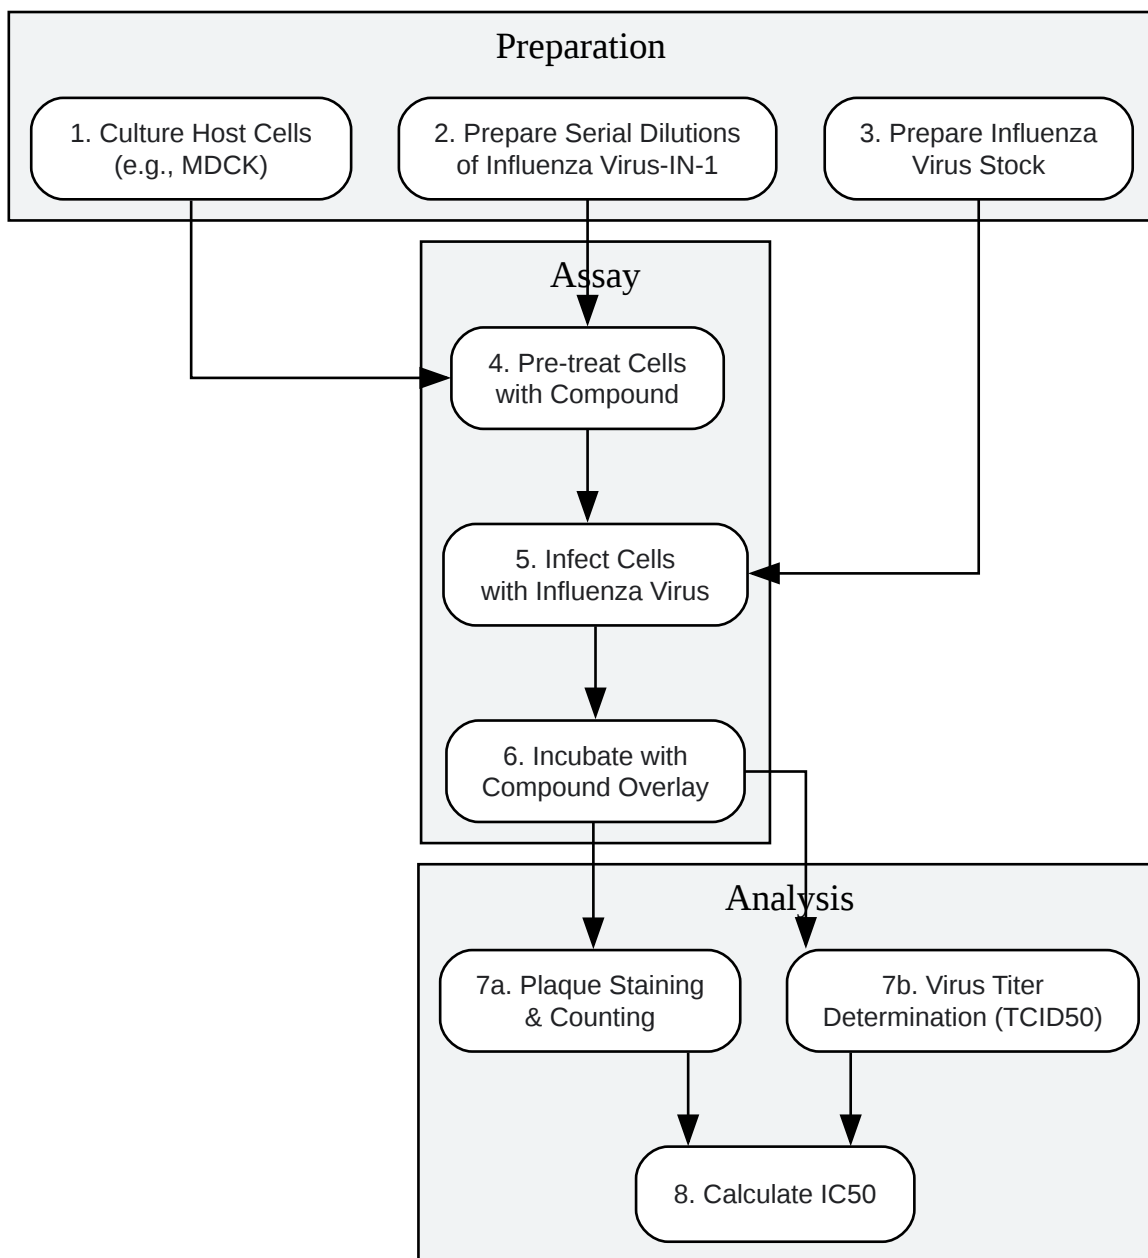 Preparation
1. Culture Host Cells
(e.g., MDCK)
2. Prepare Serial Dilutions
of Influenza Virus-IN-1
3. Prepare Influenza
Virus Stock
Assay
4. Pre-treat Cells
with Compound
5. Infect Cells
with Influenza Virus
6. Incubate with
Compound Overlay
Analysis
7a. Plaque Staining
& Counting
7b. Virus Titer
Determination (TCID50)
8. Calculate IC50